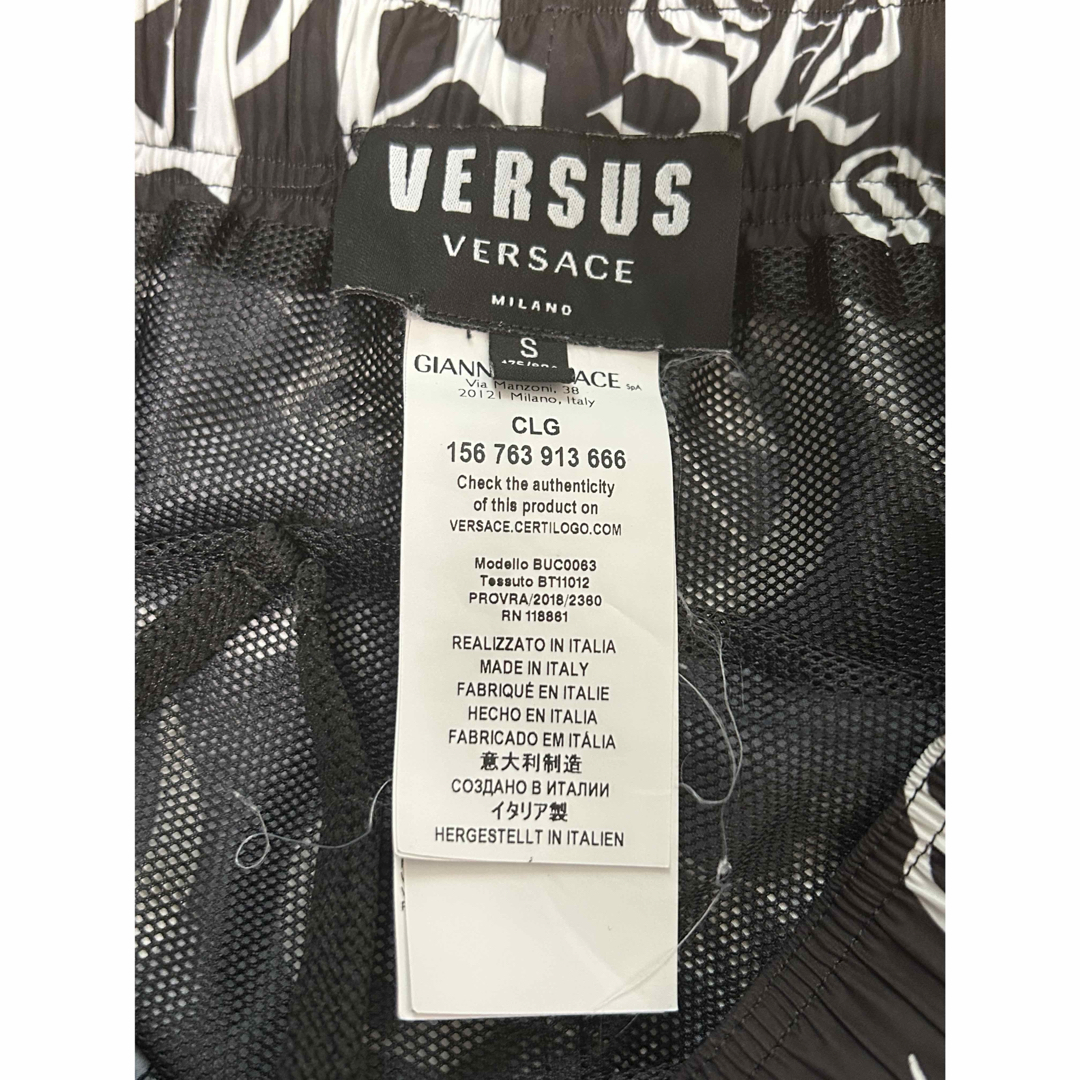 VERSUS
VERSACE
MILANO
S
Via Manzoni, 38
20121 Milano, Italy
CLG
156 763 913 666
Check the authenticity
of this product on
VERSACE.CERTILOGO.COM
Modello BUC0063
Tessuto BT11012
PROVRA/2018/2360
RN 118861
REALIZZATO IN ITALIA
MADE IN ITALY
FABRIQUÉ EN ITALIE
HECHO EN ITALIA
FABRICADO EM ITÁLIA
意大利制造
СОЗДАНО В ИТАЛИИ
イタリア製
HERGESTELLT IN ITALIEN